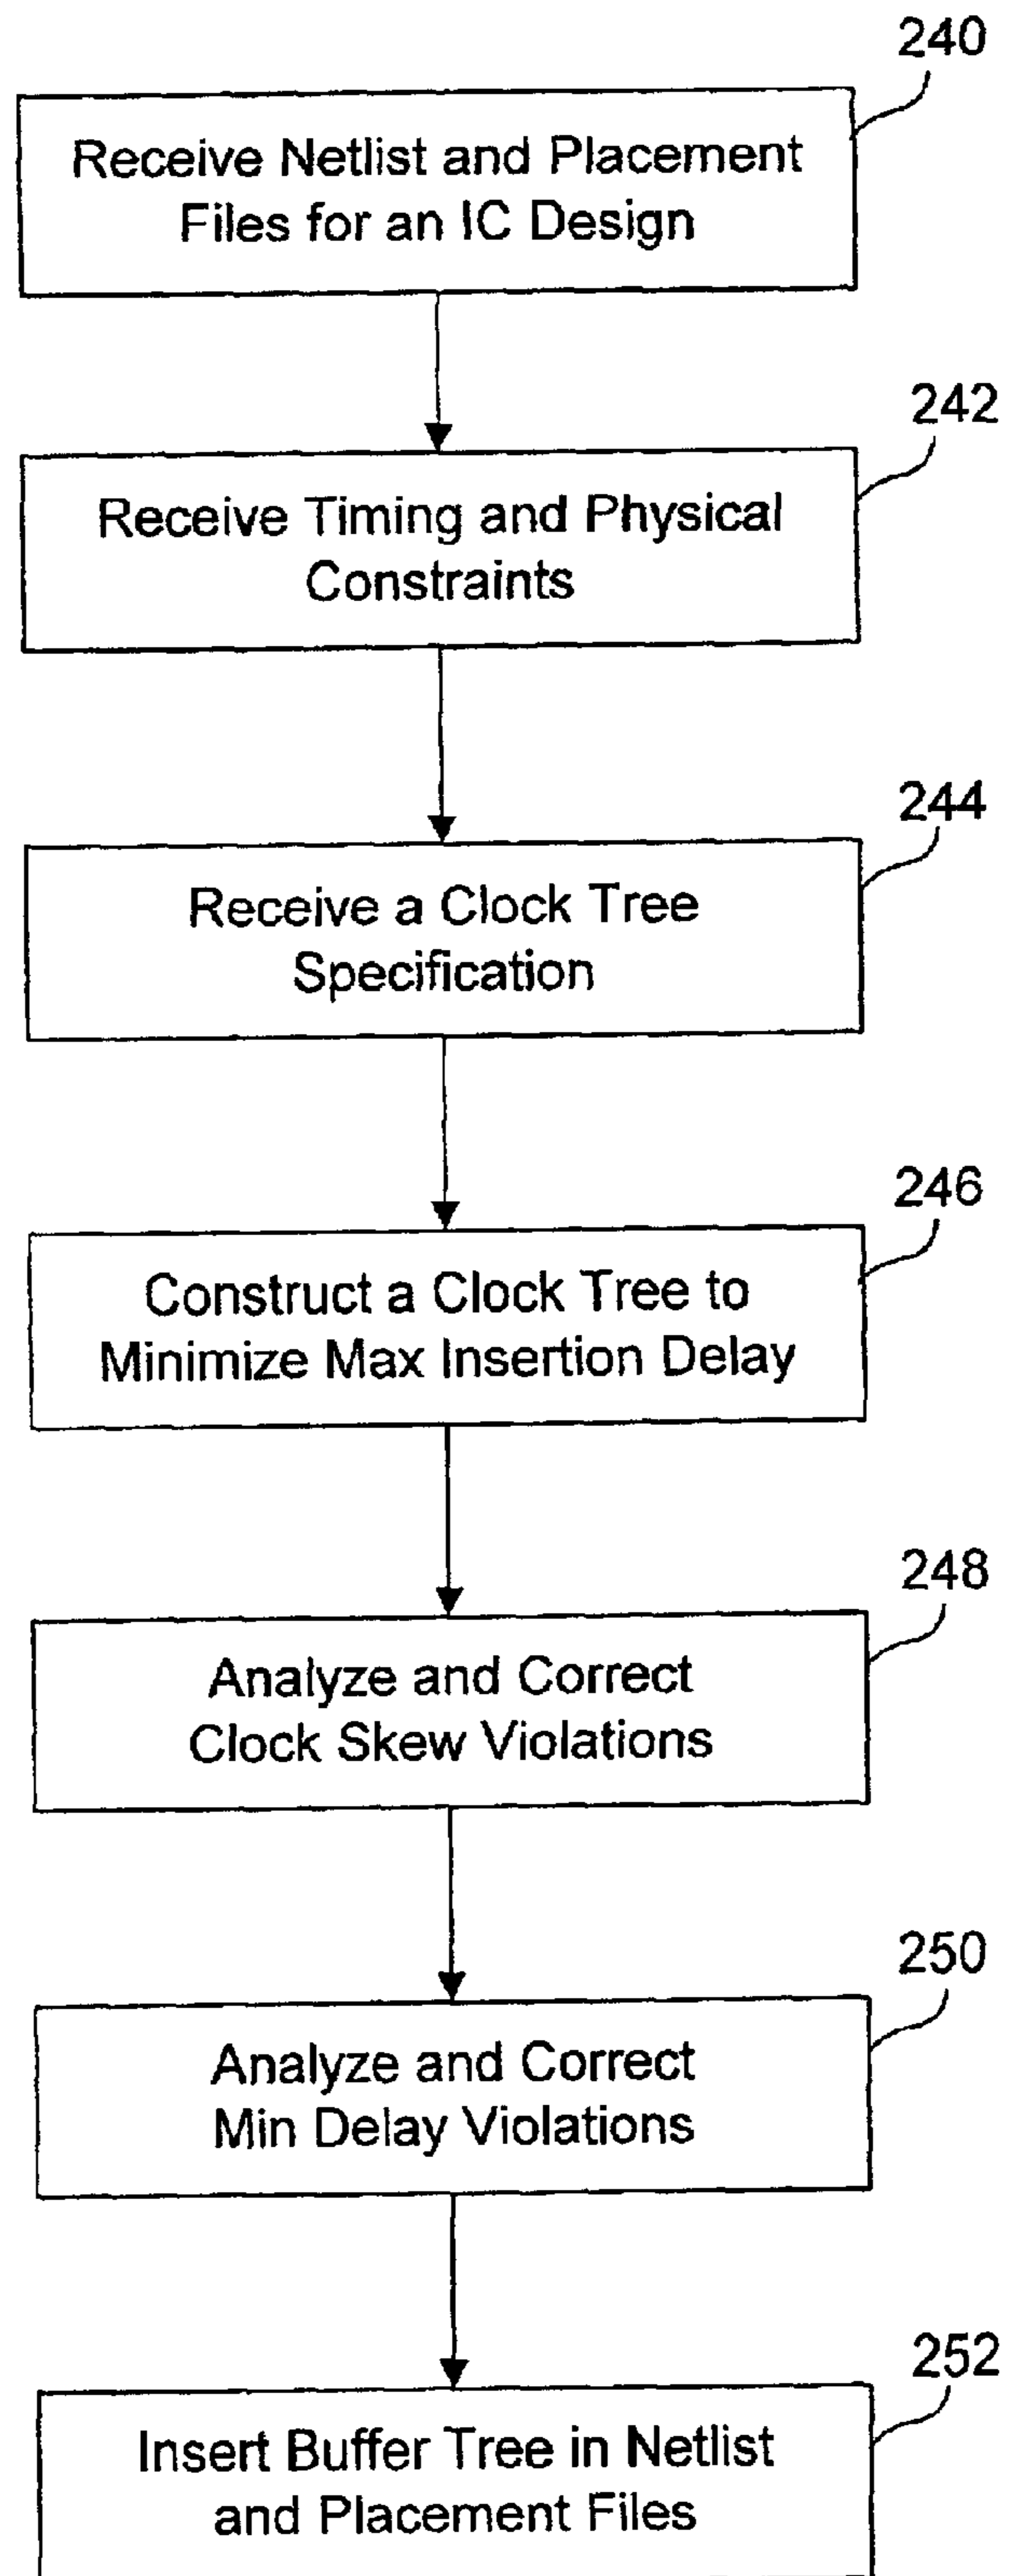 240
Receive Netlist and Placement
Files for an IC Design
242
Receive Timing and Physical
Constraints
244
Receive a Clock Tree
Specification
246
Construct a Clock Tree to
Minimize Max Insertion Delay
248
Analyze and Correct
Clock Skew Violations
250
Analyze and Correct
Min Delay Violations
252
Insert Buffer Tree in Netlist
and Placement Files